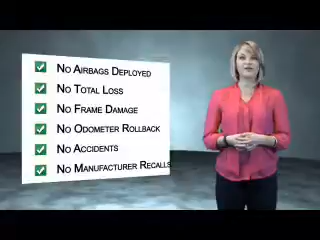 No Airbags Deployed
No Total Loss
No Frame Damage
No Odometer Rollback
No Accidents
No Manufacturer Recalls